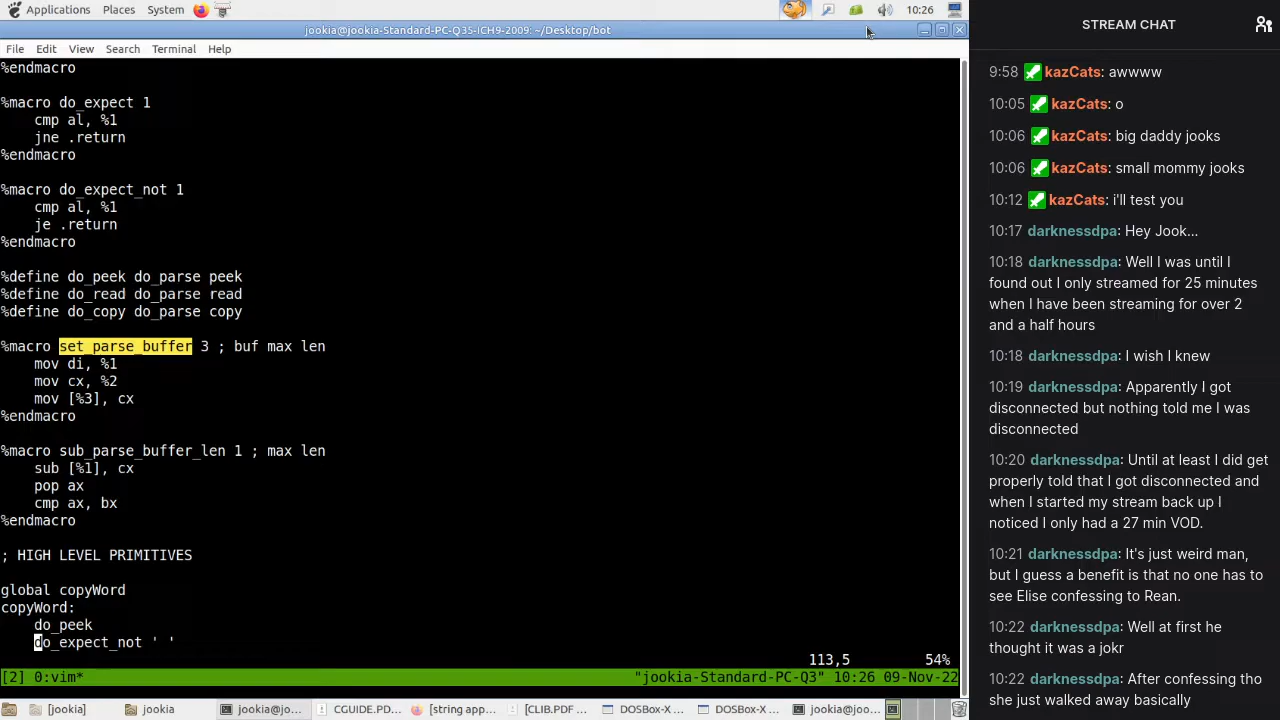 Applications Places System 10:26
jookia@jookia-Standard-PC-Q35-ICH9-2009: ~/Desktop/bot
File Edit View Search Terminal Help
%endmacro
%macro do_expect 1
cmp al, %1
jne .return
%endmacro
%macro do_expect_not 1
cmp al, %1
je .return
%endmacro
%define do_peek do_parse peek
%define do_read do_parse read
%define do_copy do_parse copy
%macro set_parse_buffer 3 ; buf max len
mov di, %1
mov cx, %2
mov [%3], cx
%endmacro
%macro sub_parse_buffer_len 1 ; max len
sub [%1], cx
pop ax
cmp ax, bx
%endmacro
; HIGH LEVEL PRIMITIVES
global copyWord
copyWord:
do_peek
do_expect_not ' '
113,5 54%
[2] 0:vim* "jookia-Standard-PC-Q3" 10:26 09-Nov-22
[jookia] jookia jookia@jo... CGUIDE.PD... [string app... [CLIB.PDF ... DOSBox-X ... DOSBox-X ... jookia@joo...
STREAM CHAT
9:58 kazCats: awwww
10:05 kazCats: o
10:06 kazCats: big daddy jooks
10:06 kazCats: small mommy jooks
10:12 kazCats: i'll test you
10:17 darknessdpa: Hey Jook...
10:18 darknessdpa: Well I was until I
found out I only streamed for 25 minutes
when I have been streaming for over 2
and a half hours
10:18 darknessdpa: I wish I knew
10:19 darknessdpa: Apparently I got
disconnected but nothing told me I was
disconnected
10:20 darknessdpa: Until at least I did get
properly told that I got disconnected and
when I started my stream back up I
noticed I only had a 27 min VOD.
10:21 darknessdpa: It's just weird man,
but I guess a benefit is that no one has to
see Elise confessing to Rean.
10:22 darknessdpa: Well at first he
thought it was a jokr
10:22 darknessdpa: After confessing tho
she just walked away basically